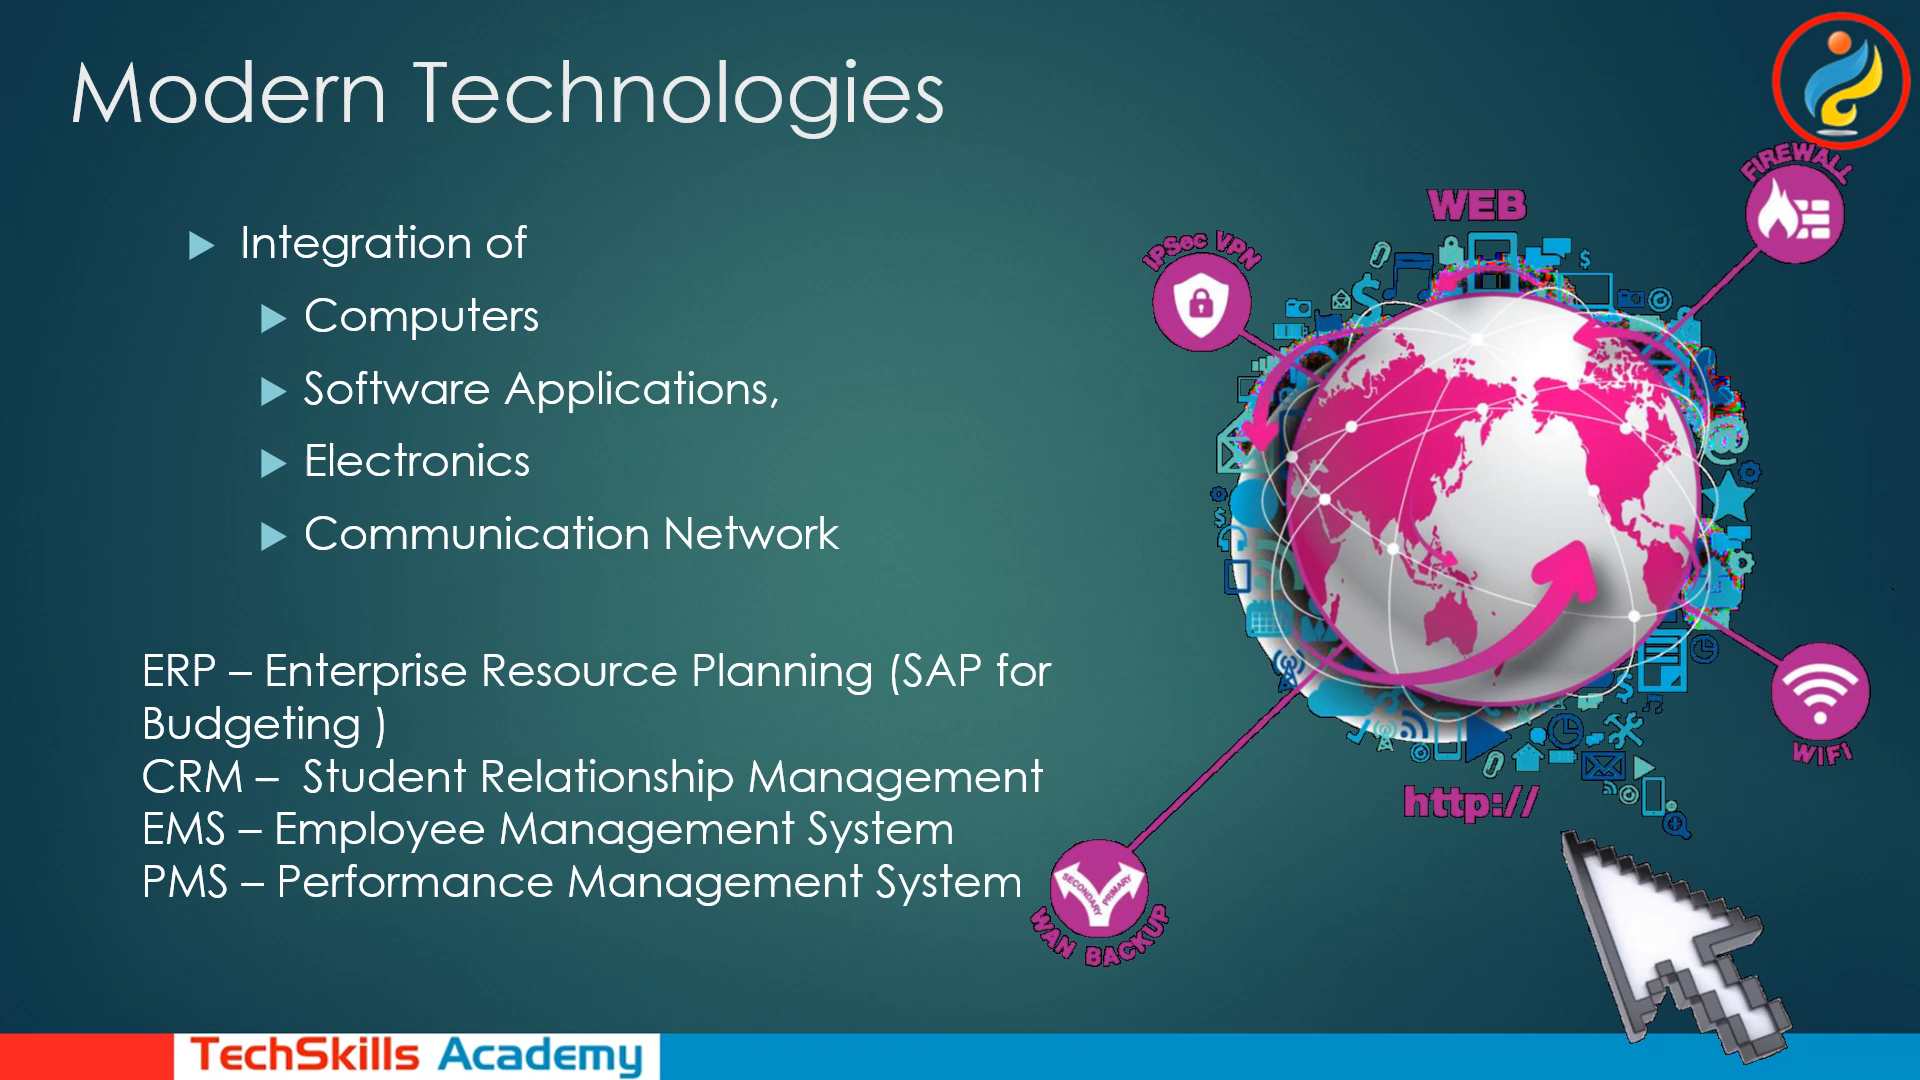 Modern Technologies
Integration of
Computers
Software Applications,
Electronics
Communication Network
ERP – Enterprise Resource Planning (SAP for
Budgeting )
CRM – Student Relationship Management
EMS – Employee Management System
PMS – Performance Management System
WEB
FIREWALL
IPSec VPN
@
WIFI
http://
SECONDARY
PRIMARY
WAN BACKUP
TechSkills Academy